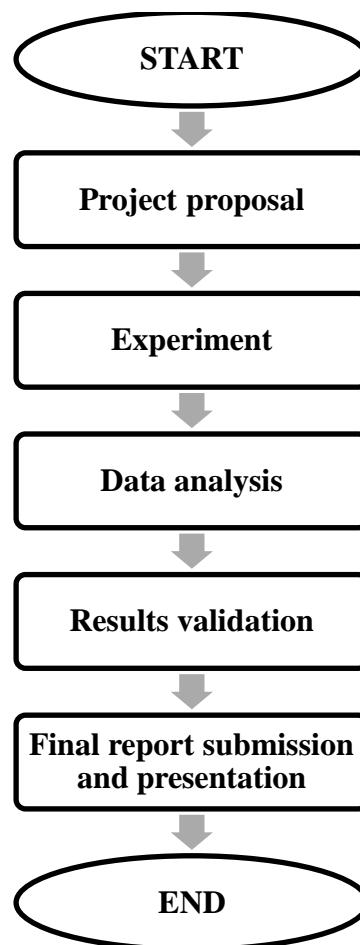 START
Project proposal
Experiment
Data analysis
Results validation
Final report submission
and presentation
END